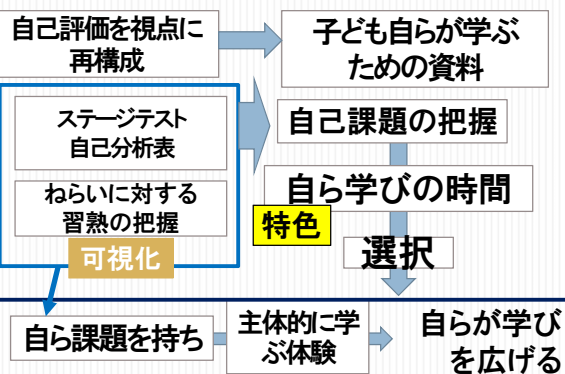 自己評価を視点に
再構成
子ども自らが学ぶ
ための資料
ステージテスト
自己分析表
ねらいに対する
習熟の把握
可視化
自己課題の把握
自ら学びの時間
特色
選択
自ら課題を持ち
主体的に学
ぶ体験
自らが学び
を広げる